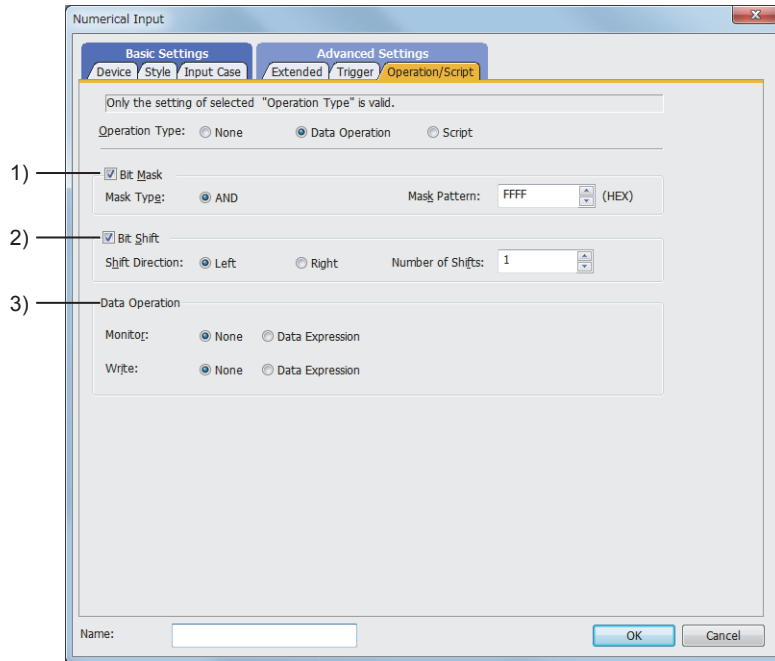 Numerical Input
Basic Settings Advanced Settings
Device Style Input Case Extended Trigger Operation/Script
Only the setting of selected "Operation Type" is valid.
Operation Type: None Data Operation Script
1) Bit Mask
Mask Type: AND Mask Pattern: FFFF (HEX)
2) Bit Shift
Shift Direction: Left Right Number of Shifts: 1
3) Data Operation
Monitor: None Data Expression
Write: None Data Expression
Name: OK Cancel